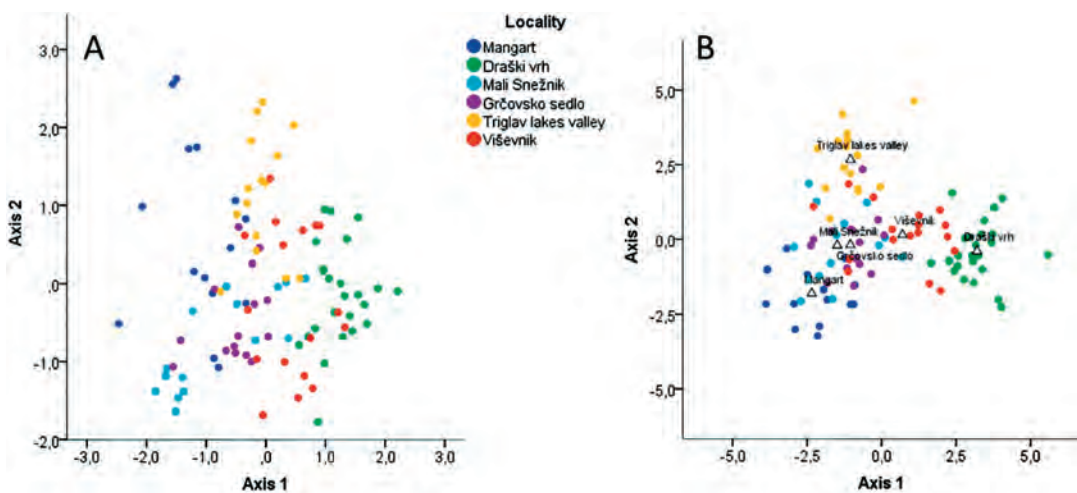 A
Locality
Mangart
Draški vrh
Mali Snežnik
Grčovsko sedlo
Triglav lakes valley
Viševnik
Axis 2
3.0
2.0
1.0
.0
-1.0
-2.0
-3.0 -2.0 -1.0 .0 1.0 2.0 3.0
Axis 1
B
Axis 2
5,0
2,5
0,0
-2,5
-5,0
Triglav lakes valley
Viševnik
Mali Snežnik
Draški vrh
Grčovsko sedlo
Mangart
-5,0 -2,5 0,0 2,5 5,0
Axis 1